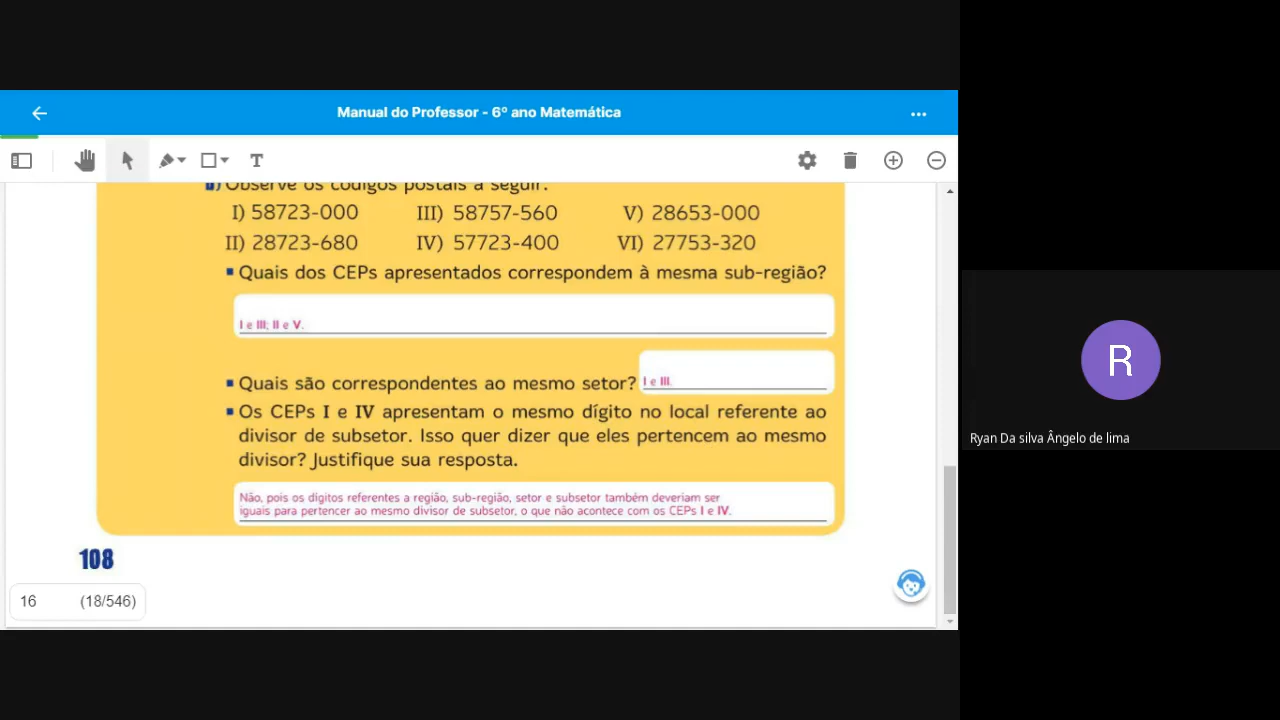 Manual do Professor - 6º ano Matemática
T
b) Observe os códigos postais a seguir.
I) 58723-000 III) 58757-560 V) 28653-000
II) 28723-680 IV) 57723-400 VI) 27753-320
Quais dos CEPs apresentados correspondem à mesma sub-região?
I e III; II e V.
Quais são correspondentes ao mesmo setor? I e III.
Os CEPs I e IV apresentam o mesmo dígito no local referente ao
divisor de subsetor. Isso quer dizer que eles pertencem ao mesmo
divisor? Justifique sua resposta.
Não, pois os dígitos referentes a região, sub-região, setor e subsetor também deveriam ser
iguais para pertencer ao mesmo divisor de subsetor, o que não acontece com os CEPs I e IV.
108
16 (18/546)
R
Ryan Da silva Ângelo de lima